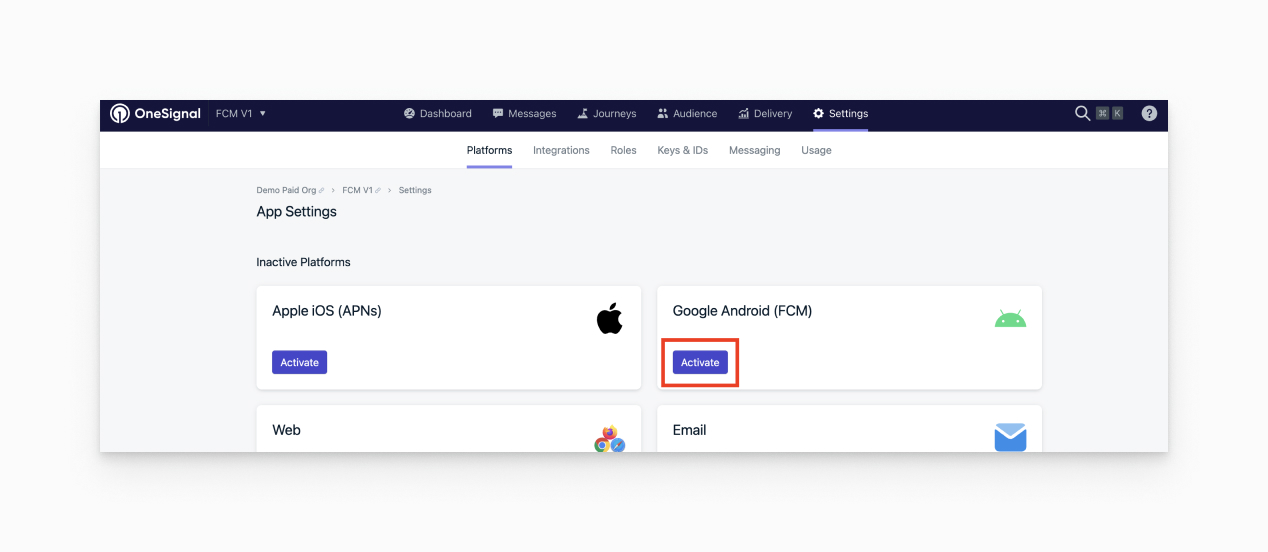 OneSignal FCM V1 Dashboard Messages Journeys Audience Delivery Settings ⌘ K ?
Platforms Integrations Roles Keys & IDs Messaging Usage
Demo Paid Org > FCM V1 > Settings
App Settings
Inactive Platforms
Apple iOS (APNs)
Activate
Google Android (FCM)
Activate
Web
Email